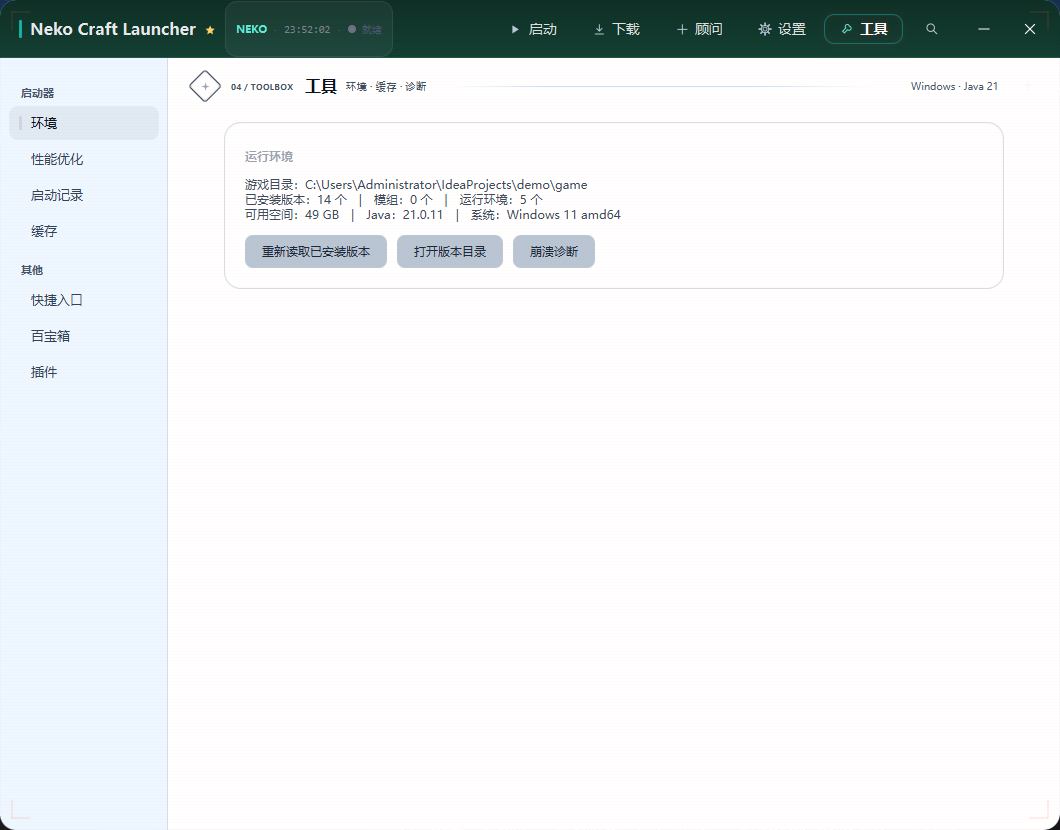 Neko Craft Launcher ★ NEKO 23:52:02 就绪 启动 下载 顾问 设置 工具
启动器
环境
性能优化
启动记录
缓存
其他
快捷入口
百宝箱
插件
04 / TOOLBOX 工具 环境 · 缓存 · 诊断 Windows · Java 21
运行环境
游戏目录：C:\Users\Administrator\IdeaProjects\demo\game
已安装版本：14 个 | 模组：0 个 | 运行环境：5 个
可用空间：49 GB | Java：21.0.11 | 系统：Windows 11 amd64
重新读取已安装版本 打开版本目录 崩溃诊断